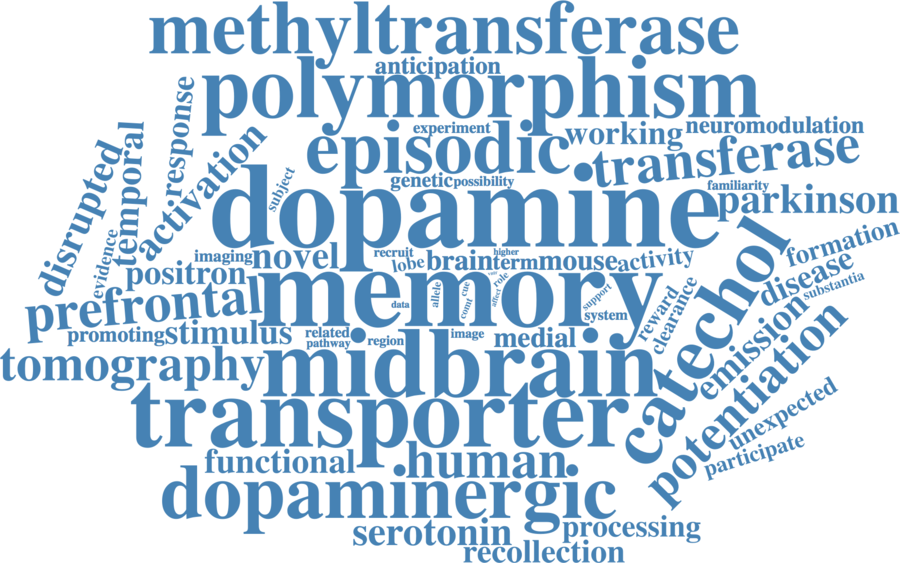 methyltransferase
anticipation
polymorphism
experiment
episodic
working
neuromodulation
transferase
response
temporal
disrupted
activation
subject
genetic
possibility
familiarity
dopamine
parkinson
evidence
imaging
novel
recruit
lobe
brain
higher
term
mouse
activity
formation
positron
memory
catechol
disease
substantia
prefrontal
data
allele
cue
comt
role
affect
support
system
reward
clearance
emission
promoting
stimulus
related
pathway
region
image
medial
tomography
midbrain
potentiation
transporter
unexpected
participate
functional
human
dopaminergic
serotonin
processing
recollection